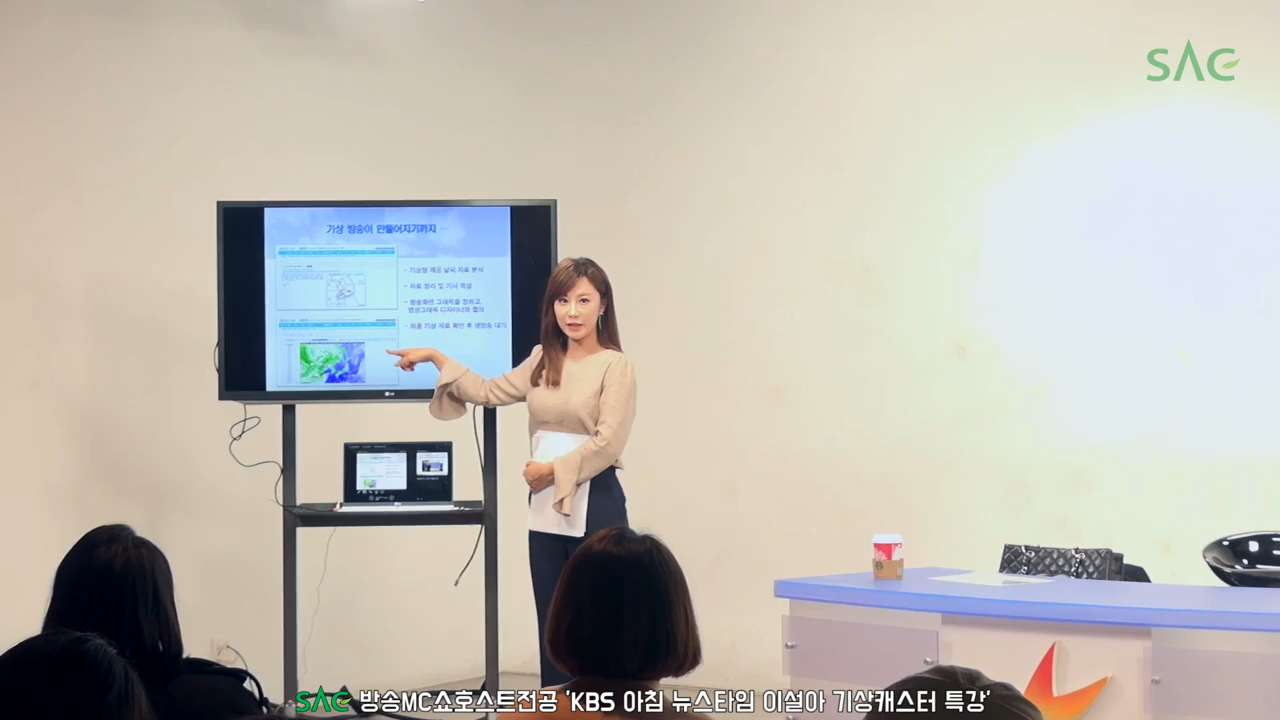 SAC
기상 방송이 만들어지기까지 …
- 기상청 제공 날씨 자료 분석
- 자료 정리 및 기사 작성
- 방송화면 그래픽을 정하고,
영상그래픽 디자이너와 협의
- 최종 기상 자료 확인 후 생방송 대기
LG
SAC 방송MC쇼호스트전공 'KBS 아침 뉴스타임 이설아 기상캐스터 특강'